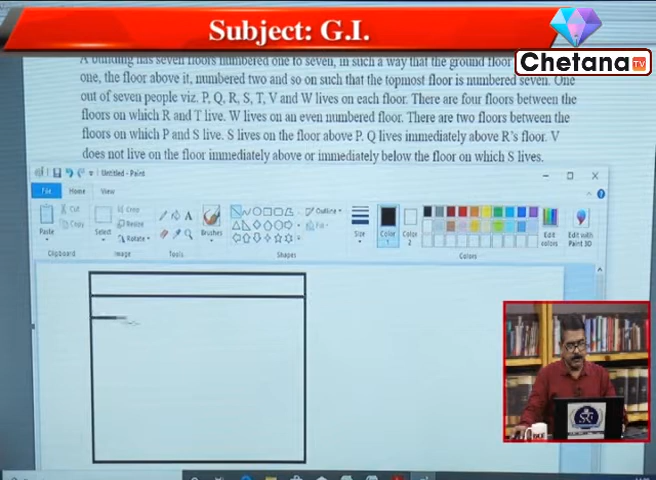 Subject: G.I.
Chetana TV
A building has seven floors numbered one to seven, in such a way that the ground floor
one, the floor above it, numbered two and so on such that the topmost floor is numbered seven. One
out of seven people viz. P, Q, R, S, T, V and W lives on each floor. There are four floors between the
floors on which R and T live. W lives on an even numbered floor. There are two floors between the
floors on which P and S live. S lives on the floor above P. Q lives immediately above R's floor. V
does not live on the floor immediately above or immediately below the floor on which S lives.
Untitled - Paint
File Home View
Paste
Cut
Copy
Clipboard
Select
Crop
Resize
Rotate
Image
A
Tools
Brushes
Outline
Fill
Shapes
Size
Color
1
Color
2
Edit
colors
Edit with
Paint 3D
Colors